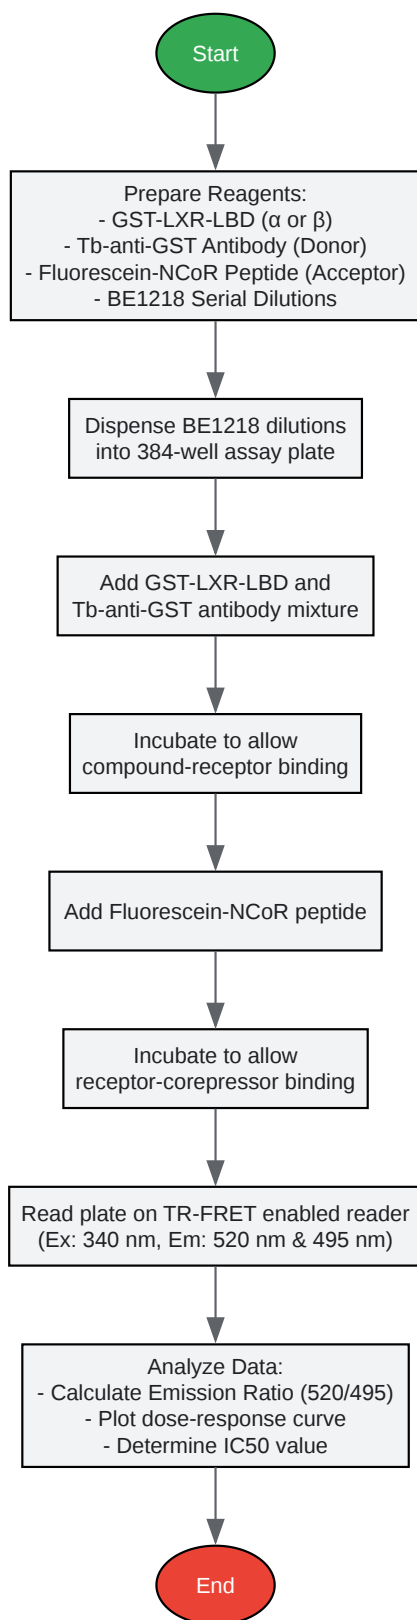 Start
Prepare Reagents:
- GST-LXR-LBD (α or β)
- Tb-anti-GST Antibody (Donor)
- Fluorescein-NCoR Peptide (Acceptor)
- BE1218 Serial Dilutions
Dispense BE1218 dilutions
into 384-well assay plate
Add GST-LXR-LBD and
Tb-anti-GST antibody mixture
Incubate to allow
compound-receptor binding
Add Fluorescein-NCoR peptide
Incubate to allow
receptor-corepressor binding
Read plate on TR-FRET enabled reader
(Ex: 340 nm, Em: 520 nm & 495 nm)
Analyze Data:
- Calculate Emission Ratio (520/495)
- Plot dose-response curve
- Determine IC50 value
End